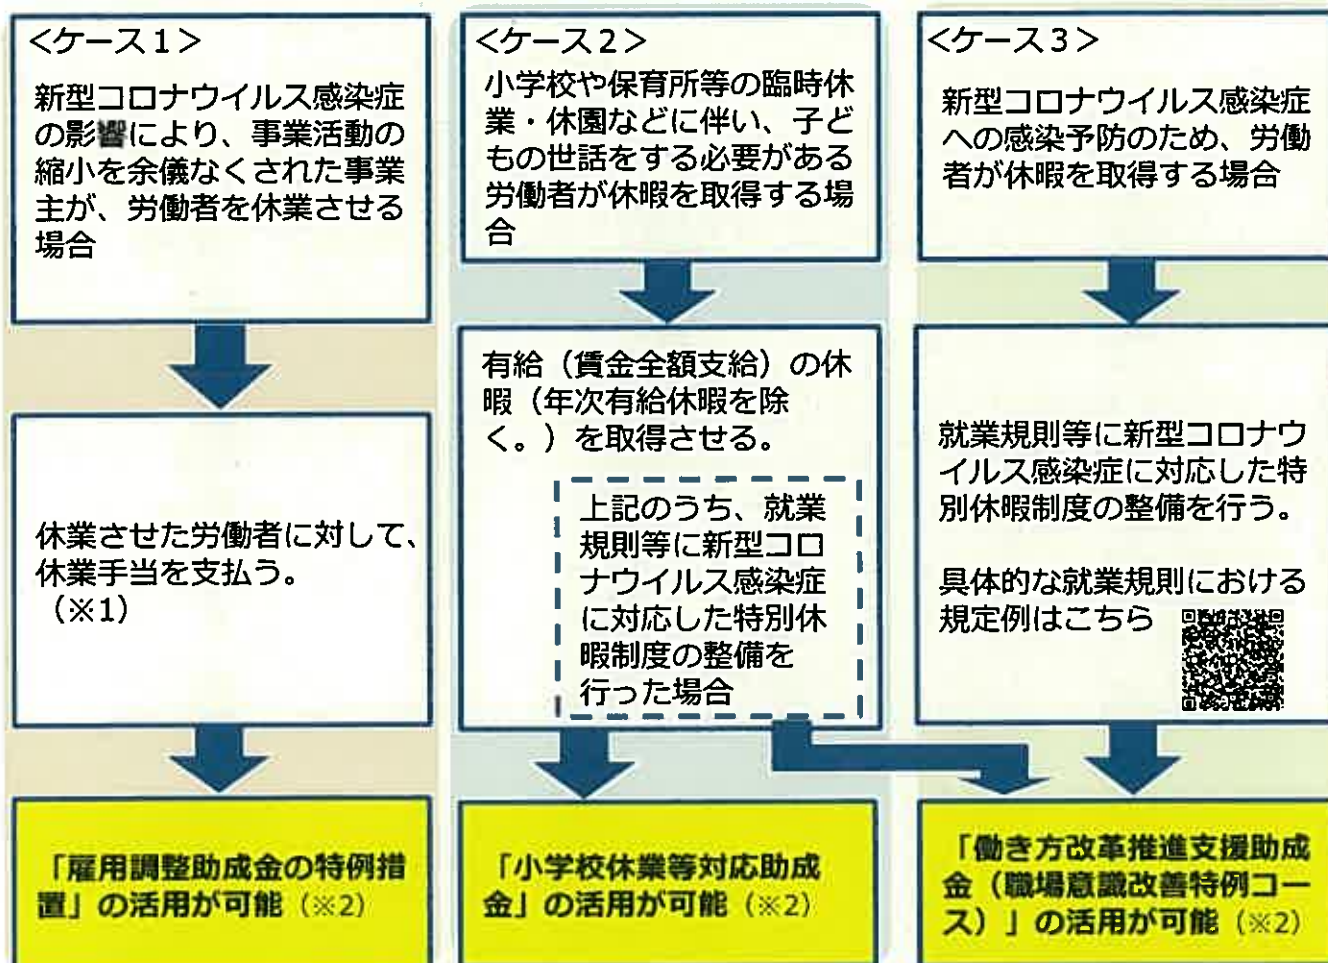 <ケース1>
新型コロナウイルス感染症
の影響により、事業活動の
縮小を余儀なくされた事業
主が、労働者を休業させる
場合
休業させた労働者に対して、
休業手当を支払う。
(※1)
「雇用調整助成金の特例措
置」の活用が可能(※2)
<ケース2>
小学校や保育所等の臨時休
業・休園などに伴い、子ど
もの世話をする必要がある
労働者が休暇を取得する場
合
有給(賃金全額支給)の休
暇(年次有給休暇を除
く。)を取得させる。
上記のうち、就業
規則等に新型コロ
ナウイルス感染症
に対応した特別休
暇制度の整備を
行った場合
「小学校休業等対応助成
金」の活用が可能(※2)
<ケース3>
新型コロナウイルス感染症
への感染予防のため、労働
者が休暇を取得する場合
就業規則等に新型コロナウ
イルス感染症に対応した特
別休暇制度の整備を行う。
具体的な就業規則における
規定例はこちら
「働き方改革推進支援助成
金(職場意識改善特例コー
ス)」の活用が可能(※2)